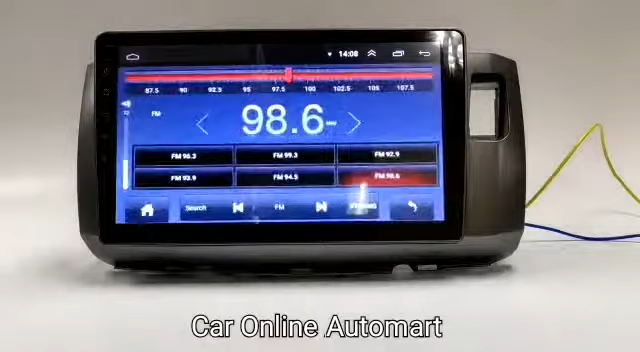 14:08
87.5 90 92.5 95 97.5 100 102.5 105 107.5
12
FM
98.6 MHz
FM 96.3 FM 99.3 FM 92.9
FM 93.9 FM 94.5 FM 98.6
Search FM
Car Online Automart